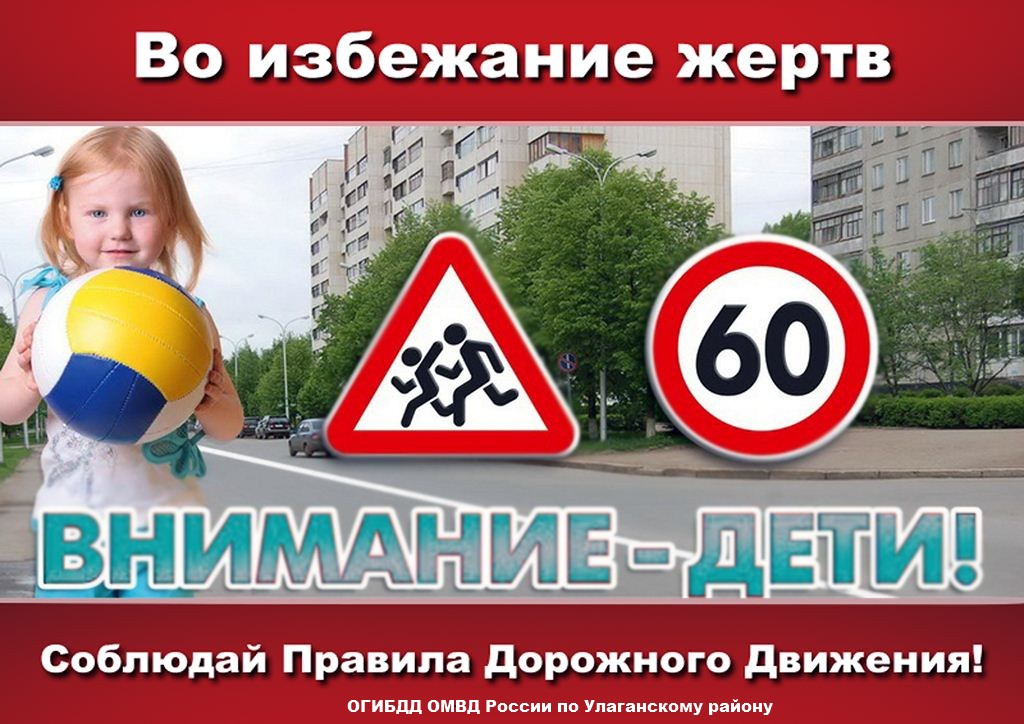 Во избежание жертв
60
ВНИМАНИЕ - ДЕТИ!
Соблюдай Правила Дорожного Движения!
ОГИБДД ОМВД России по Улаганскому району